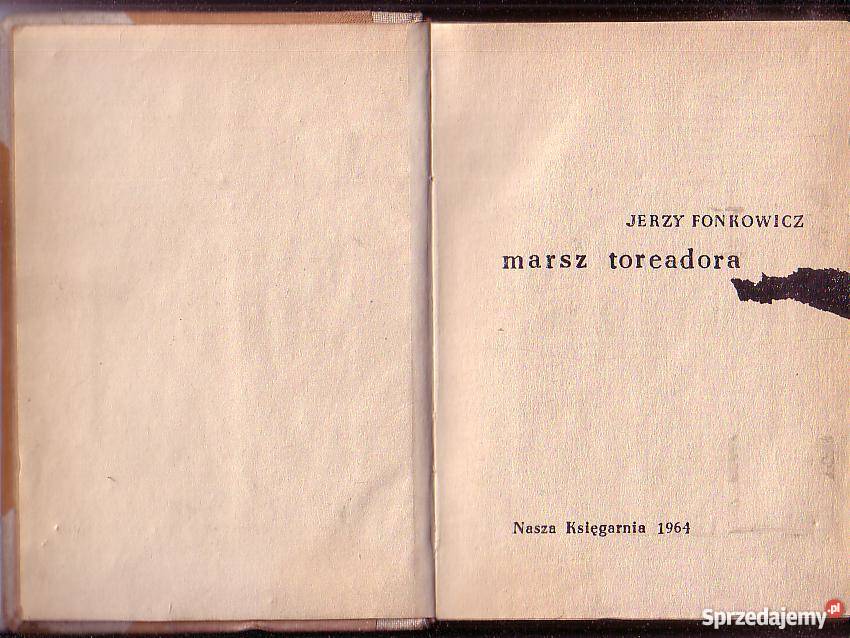 JERZY FONKOWICZ
marsz toreadora
Nasza Księgarnia 1964
Sprzedajemy.pl